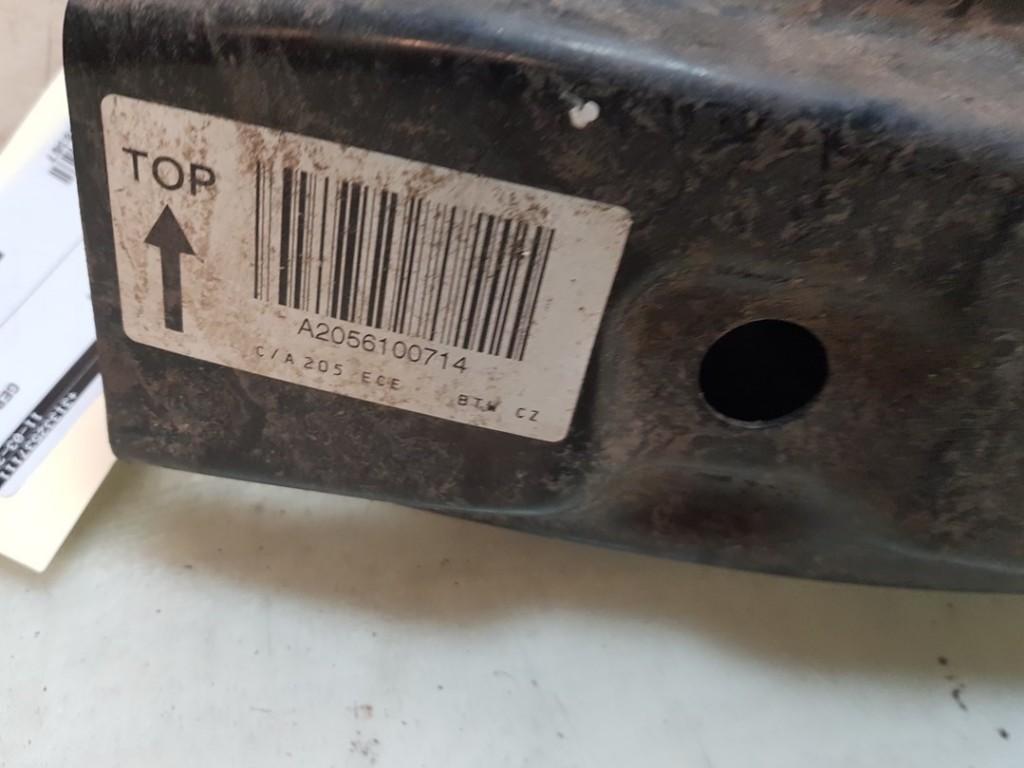 TOP
A2056100714
C/A 205 ECE
BTW CZ